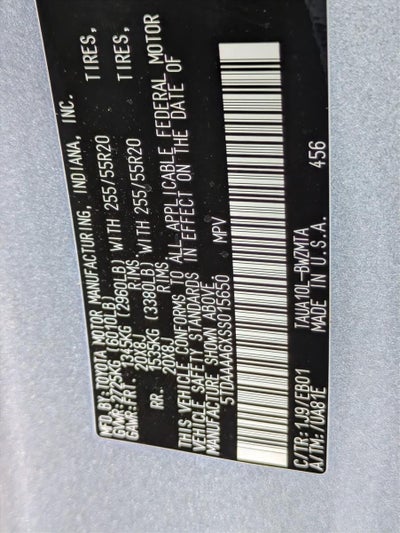 MFD.BY:TOYOTA MOTOR MANUFACTURING, INDIANA, INC.
GVWR:2725KG (6010LB)
GAWR:FRT. 1345KG (2960LB) WITH 255/55R20 TIRES,
20X8J RIMS,
RR. 1535KG (3380LB) WITH 255/55R20 TIRES,
20X8J RIMS
THIS VEHICLE CONFORMS TO ALL APPLICABLE FEDERAL MOTOR
VEHICLE SAFETY STANDARDS IN EFFECT ON THE DATE OF
MANUFACTURE SHOWN ABOVE.
5TDAAAA6XSS015650 MPV
C/TR:1J9/EB01 TAUA10L-BWZMTA 456
A/TM:/UA81E MADE IN U.S.A.